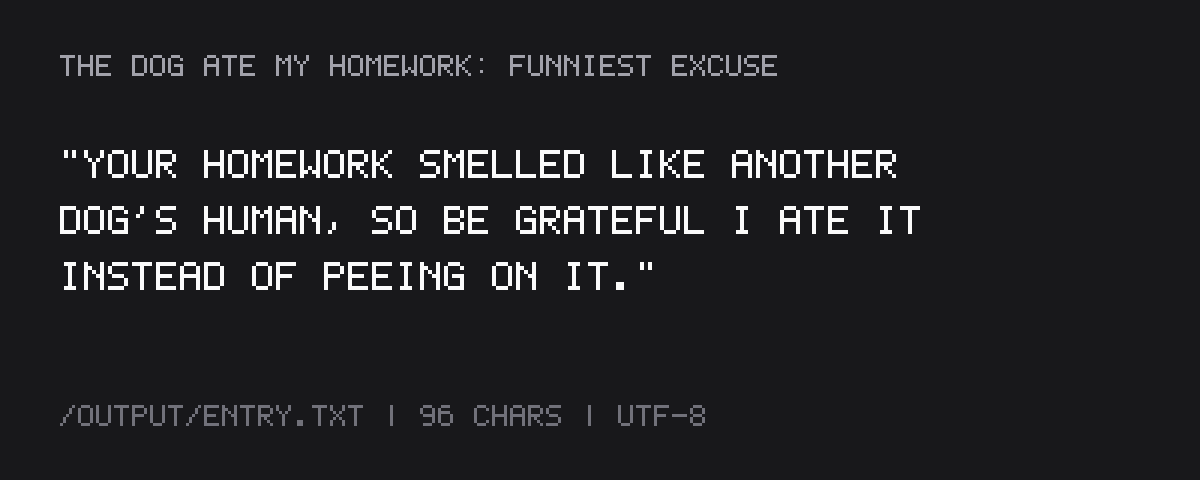 THE DOG ATE MY HOMEWORK: FUNNIEST EXCUSE
"YOUR HOMEWORK SMELLED LIKE ANOTHER
DOG'S HUMAN, SO BE GRATEFUL I ATE IT
INSTEAD OF PEEING ON IT."
/OUTPUT/ENTRY.TXT | 96 CHARS | UTF-8